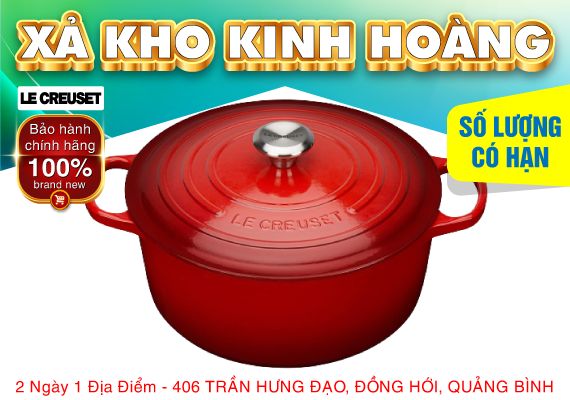 XẢ KHO KINH HOÀNG
LE CREUSET
Bảo hành
chính hãng
100%
brand new
SỐ LƯỢNG
CÓ HẠN
LE CREUSET
2 Ngày 1 Địa Điểm - 406 TRẦN HƯNG ĐẠO, ĐỒNG HỚI, QUẢNG BÌNH